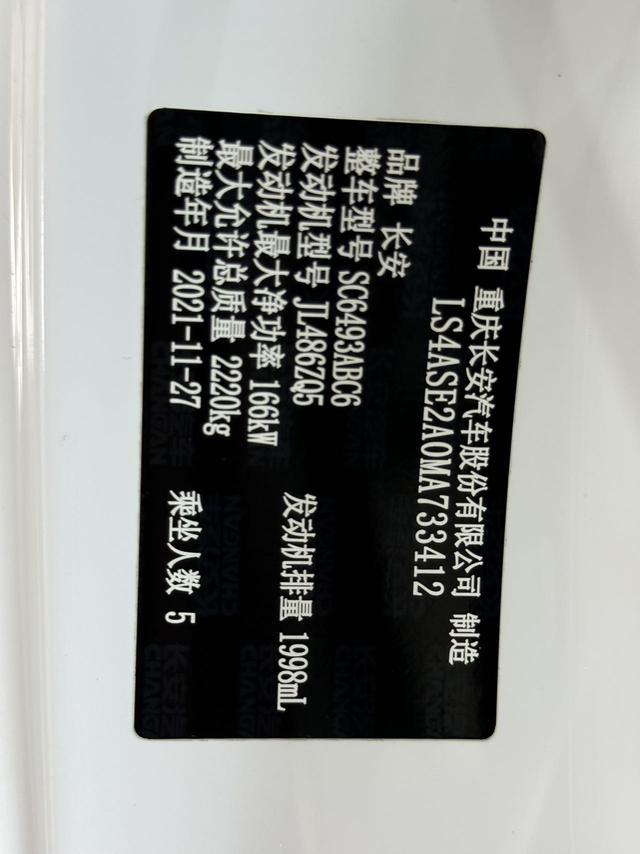 中国 重庆长安汽车股份有限公司 制造
LS4ASE2A0MA733412
品牌 长安
整车型号 SC6493ABC6
发动机型号 JL486ZQ5 发动机排量 1998mL
发动机最大净功率 166kW
最大允许总质量 2220kg
制造年月 2021-11-27 乘坐人数 5